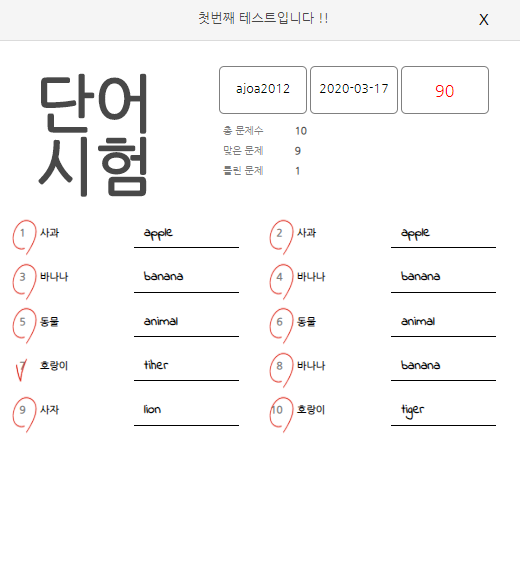 첫번째 테스트입니다 !! X
단어
시험
ajoa2012 2020-03-17 90
총 문제수 10
맞은 문제 9
틀린 문제 1
1 사과 apple 2 사과 apple
3 바나나 banana 4 바나나 banana
5 동물 animal 6 동물 animal
7 호랑이 tiher 8 바나나 banana
9 사자 lion 10 호랑이 tiger